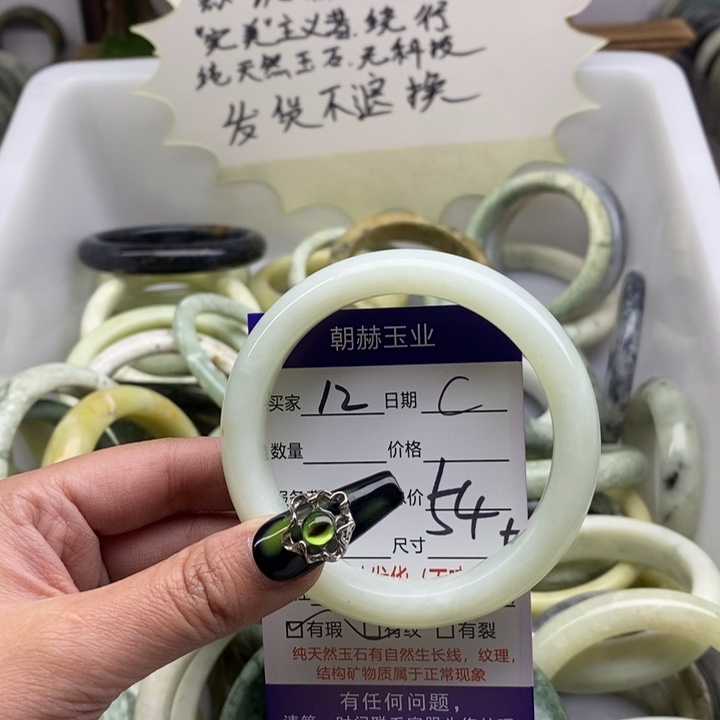 "完美"主义者.绕行
纯天然玉石.无科技
发货不退换
朝赫玉业
买家 12 日期 C
数量 价格
价 54+
尺寸
☑有瑕 ☑有纹 □有裂
纯天然玉石有自然生长线，纹理，
结构矿物质属于正常现象
有任何问题，